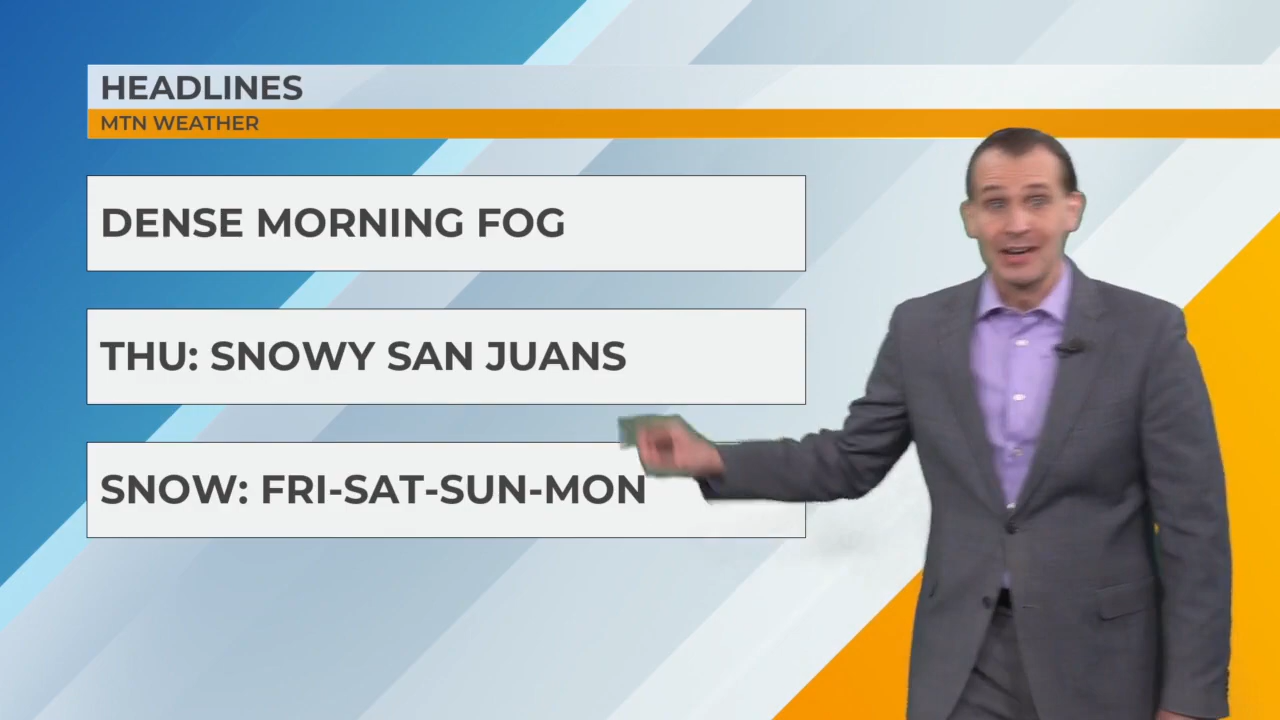 HEADLINES
MTN WEATHER
DENSE MORNING FOG
THU: SNOWY SAN JUANS
SNOW: FRI-SAT-SUN-MON